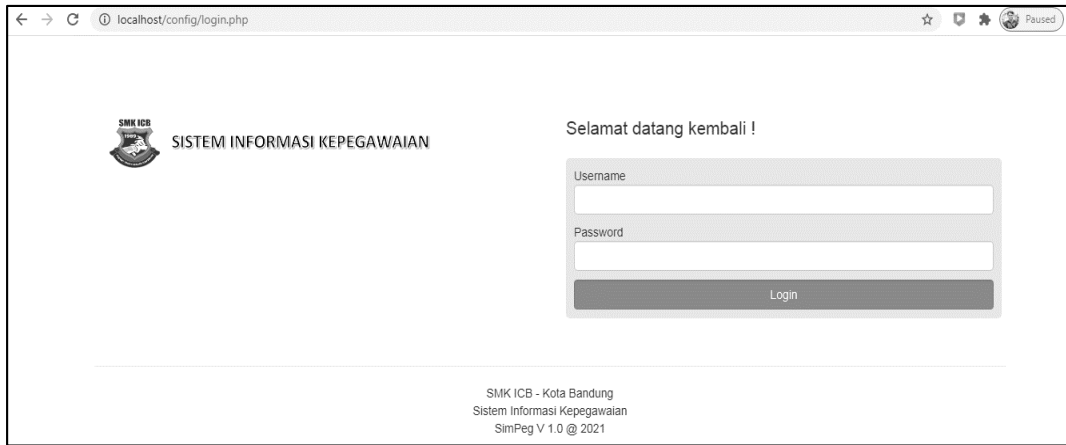 localhost/config/login.php
Paused
SMK ICB
SISTEM INFORMASI KEPEGAWAIAN
Selamat datang kembali !
Username
Password
Login
SMK ICB - Kota Bandung
Sistem Informasi Kepegawaian
SimPeg V 1.0 @ 2021